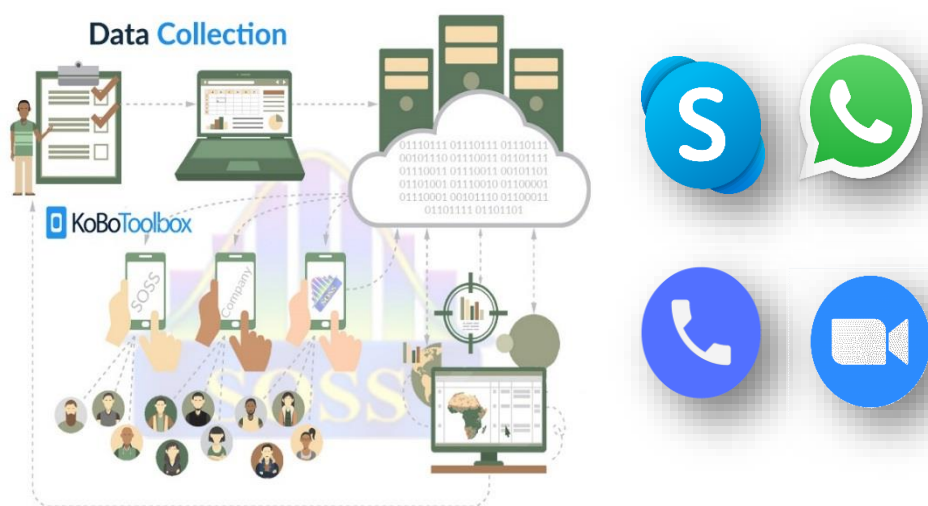 Data Collection
01110111 01110111 01110111
00101110 01110011 01101111
01110011 01110011 00101101
01101001 01110010 01100001
01110001 00101110 01100011
01101111 01101101
KoBoToolbox
SOSS
Company
SOSS
SOSS
S